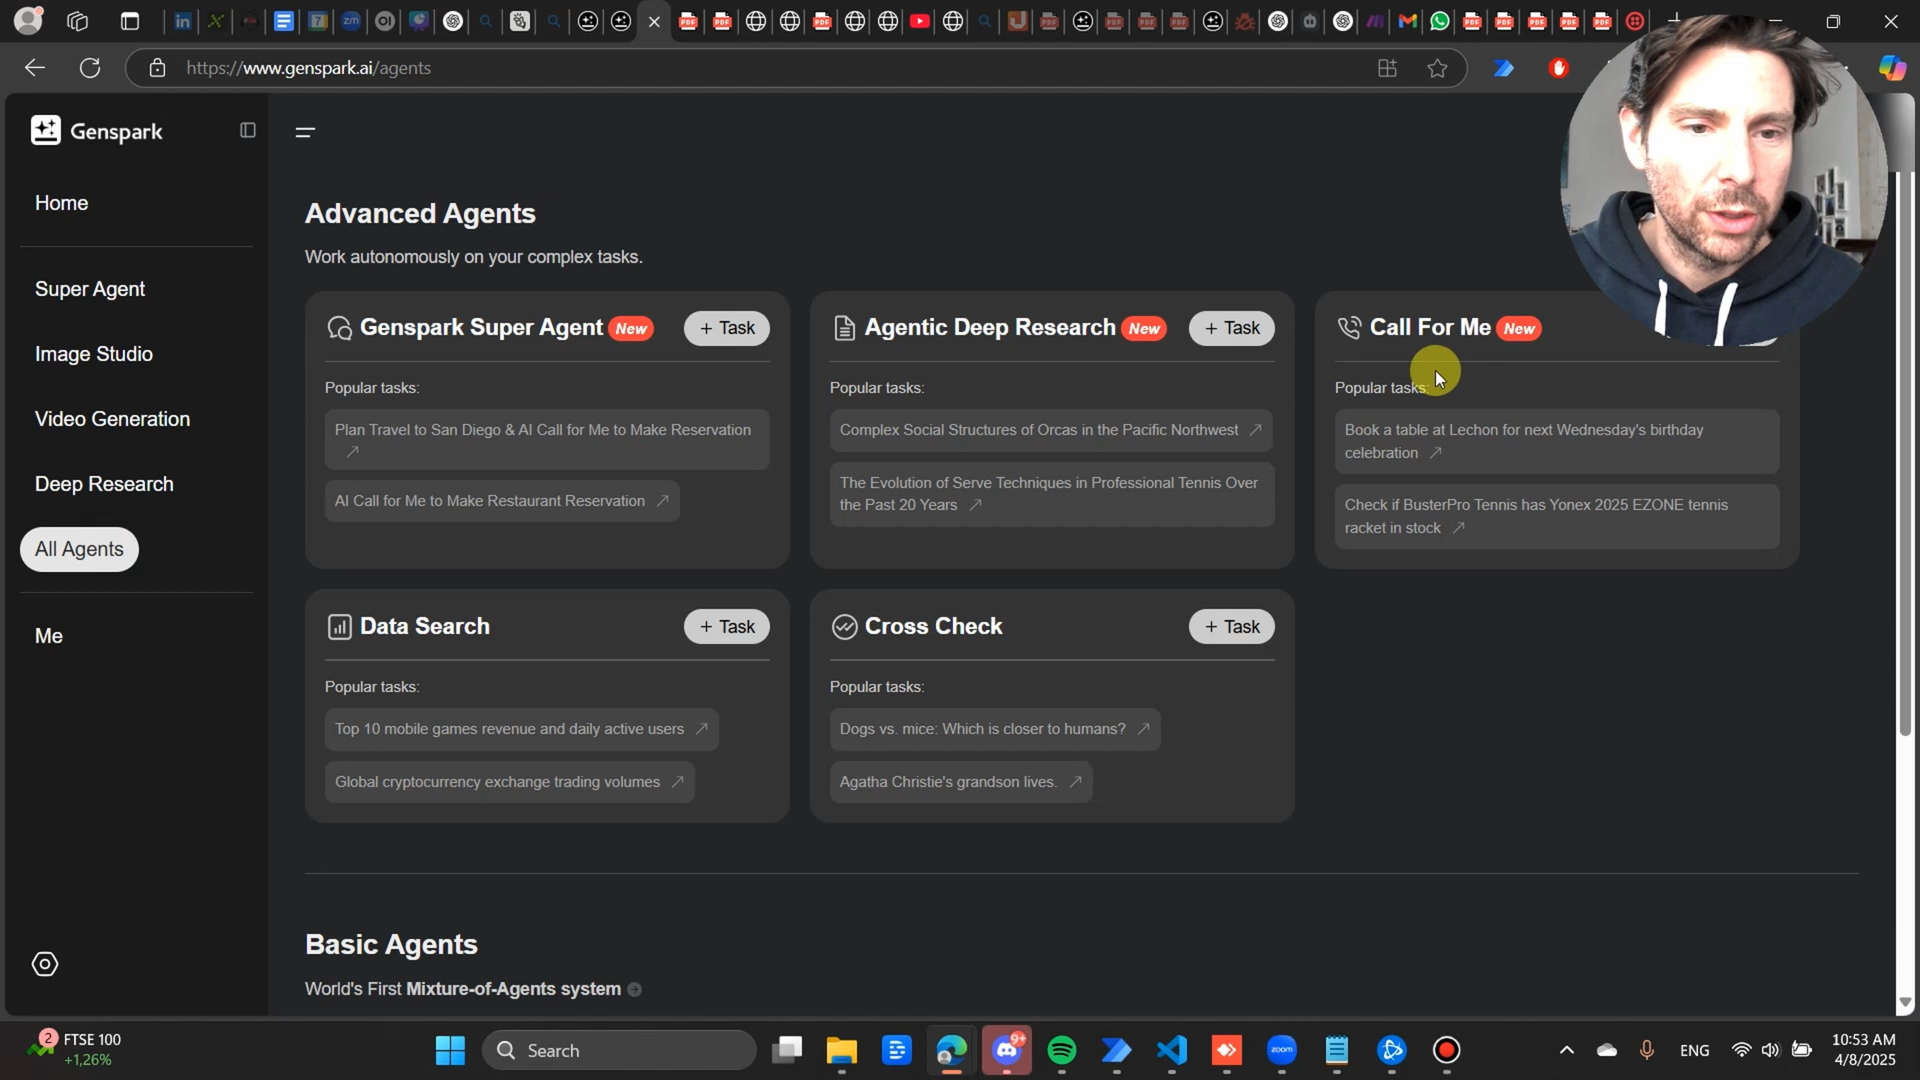 https://www.genspark.ai/agents
Genspark
Home
Super Agent
Image Studio
Video Generation
Deep Research
All Agents
Me
Advanced Agents
Work autonomously on your complex tasks.
Genspark Super Agent New + Task
Popular tasks:
Plan Travel to San Diego & AI Call for Me to Make Reservation
AI Call for Me to Make Restaurant Reservation
Agentic Deep Research New + Task
Popular tasks:
Complex Social Structures of Orcas in the Pacific Northwest
The Evolution of Serve Techniques in Professional Tennis Over
the Past 20 Years
Call For Me New
Popular tasks:
Book a table at Lechon for next Wednesday's birthday
celebration
Check if BusterPro Tennis has Yonex 2025 EZONE tennis
racket in stock
Data Search + Task
Popular tasks:
Top 10 mobile games revenue and daily active users
Global cryptocurrency exchange trading volumes
Cross Check + Task
Popular tasks:
Dogs vs. mice: Which is closer to humans?
Agatha Christie's grandson lives.
Basic Agents
World's First Mixture-of-Agents system
2
FTSE 100
+1,26%
Search
9+
zoom
ENG
10:53 AM
4/8/2025